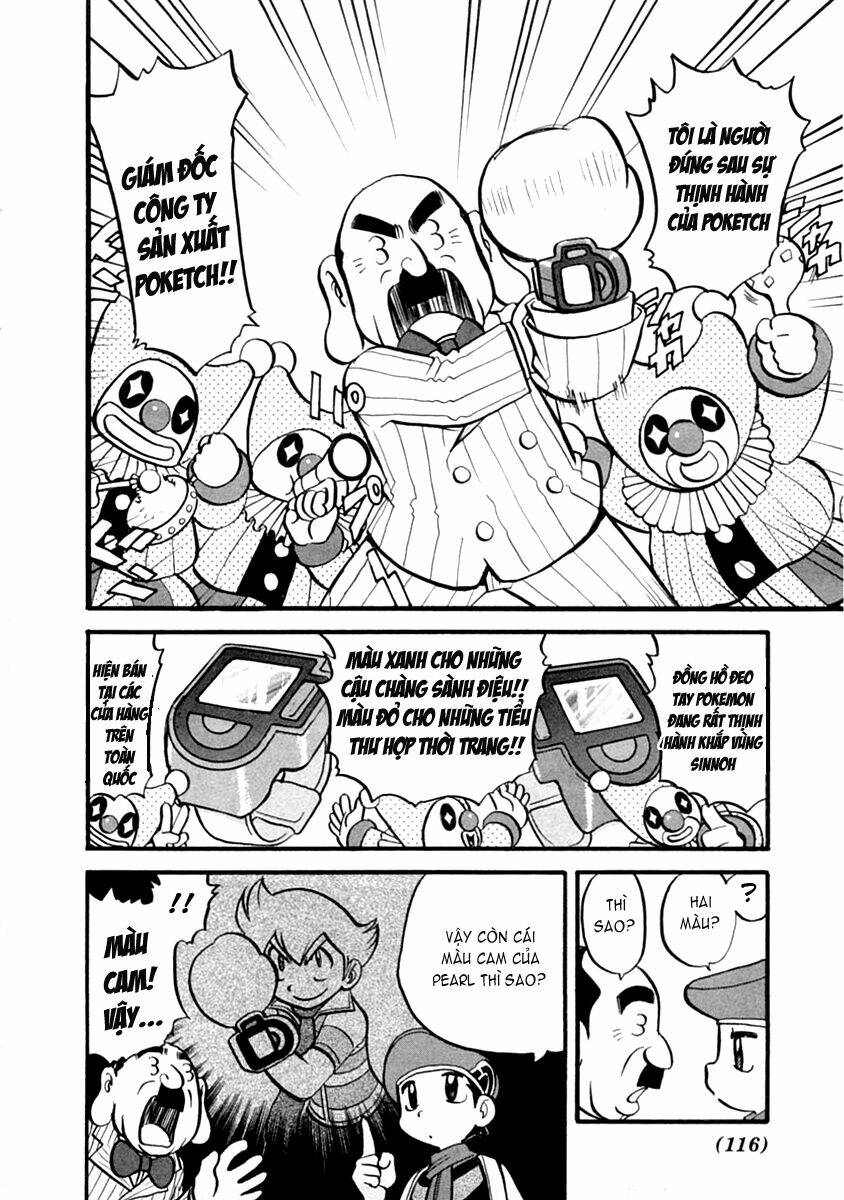 TÔI LÀ NGƯỜI
ĐỨNG SAU SỰ
THỊNH HÀNH
CỦA POKETCH
GIÁM ĐỐC
CÔNG TY
SẢN XUẤT
POKETCH!!
ĐỒNG HỒ ĐEO
TAY POKEMON
ĐANG RẤT THỊNH
HÀNH KHẮP VÙNG
SINNOH
MÀU XANH CHO NHỮNG
CẬU CHÀNG SÀNH ĐIỆU!!
MÀU ĐỎ CHO NHỮNG TIỂU
THƯ HỢP THỜI TRANG!!
HIỆN BÁN
TẠI CÁC
CỬA HÀNG
TRÊN
TOÀN
QUỐC
?
HAI
MÀU?
THÌ
SAO?
VẬY CÒN CÁI
MÀU CAM CỦA
PEARL THÌ SAO?
!!
MÀU
CAM!
VẬY...
(116)